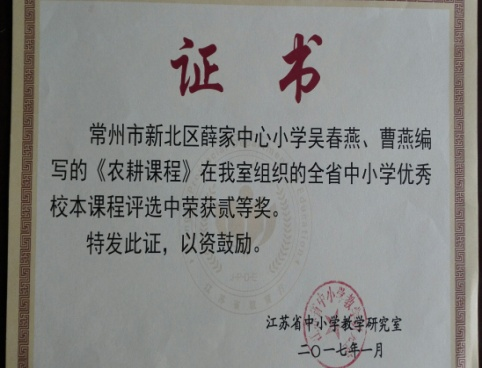 证书
常州市新北区薛家中心小学吴春燕、曹燕编
写的《农耕课程》在我室组织的全省中小学优秀
校本课程评选中荣获贰等奖。
特发此证，以资鼓励。
江苏省中小学教学研究室
二〇一七年一月